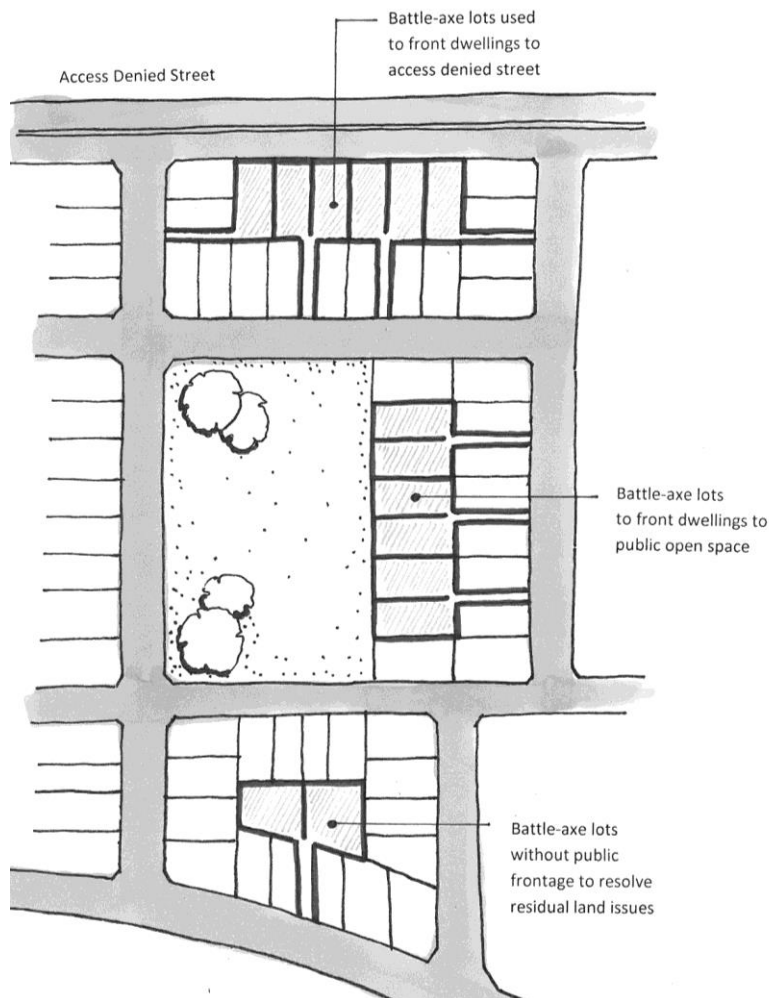 Battle-axe lots used
to front dwellings to
access denied street
Access Denied Street
Battle-axe lots
to front dwellings to
public open space
Battle-axe lots
without public
frontage to resolve
residual land issues